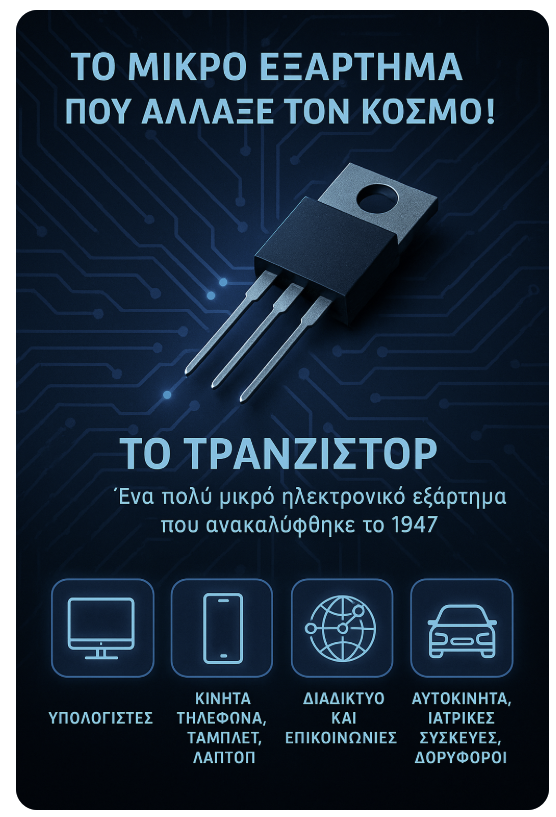 ΤΟ ΜΙΚΡΟ ΕΞΑΡΤΗΜΑ
ΠΟΥ ΑΛΛΑΞΕ ΤΟΝ ΚΟΣΜΟ!
ΤΟ ΤΡΑΝΖΙΣΤΟΡ
Ένα πολύ μικρό ηλεκτρονικό εξάρτημα
που ανακαλύφθηκε το 1947
ΥΠΟΛΟΓΙΣΤΕΣ
ΚΙΝΗΤΑ
ΤΗΛΕΦΩΝΑ,
ΤΑΜΠΛΕΤ,
ΛΑΠΤΟΠ
ΔΙΑΔΙΚΤΥΟ
ΚΑΙ
ΕΠΙΚΟΙΝΩΝΙΕΣ
ΑΥΤΟΚΙΝΗΤΑ,
ΙΑΤΡΙΚΕΣ
ΣΥΣΚΕΥΕΣ,
ΔΟΡΥΦΟΡΟΙ